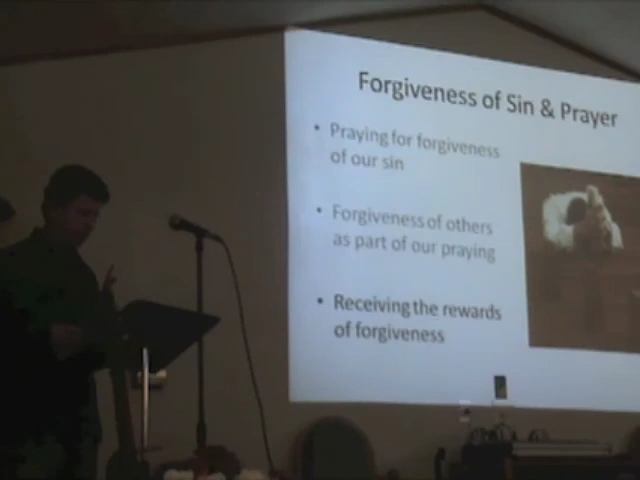 Forgiveness of Sin & Prayer
• Praying for forgiveness
of our sin
• Forgiveness of others
as part of our praying
• Receiving the rewards
of forgiveness